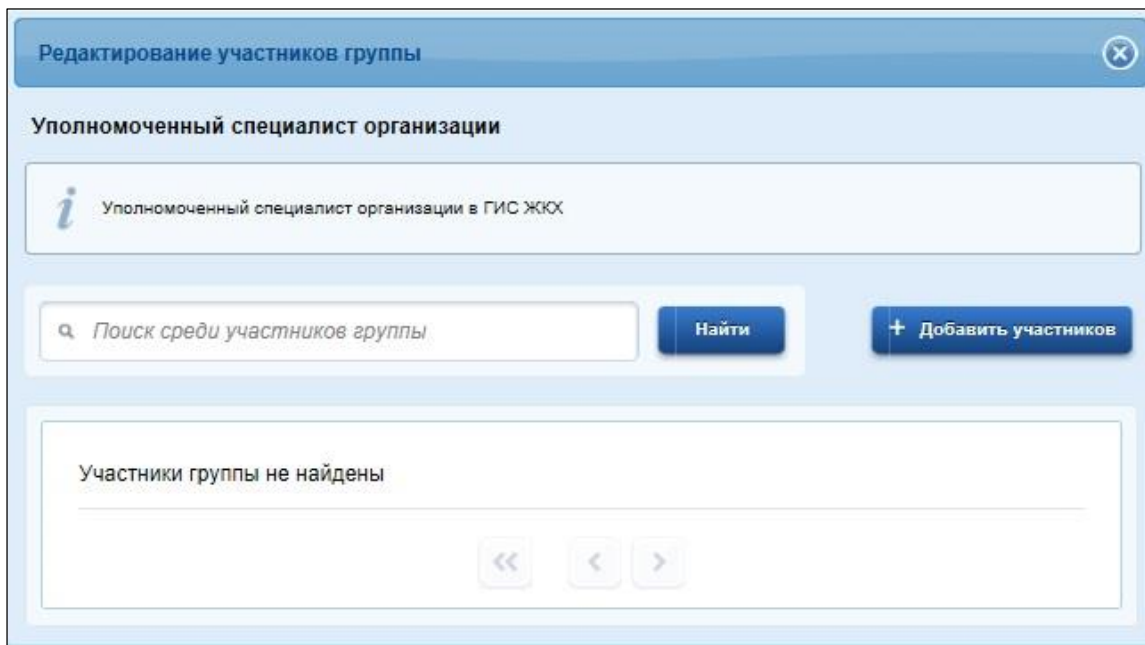 Редактирование участников группы
Уполномоченный специалист организации
Уполномоченный специалист организации в ГИС ЖКХ
Поиск среди участников группы
Найти
+ Добавить участников
Участники группы не найдены